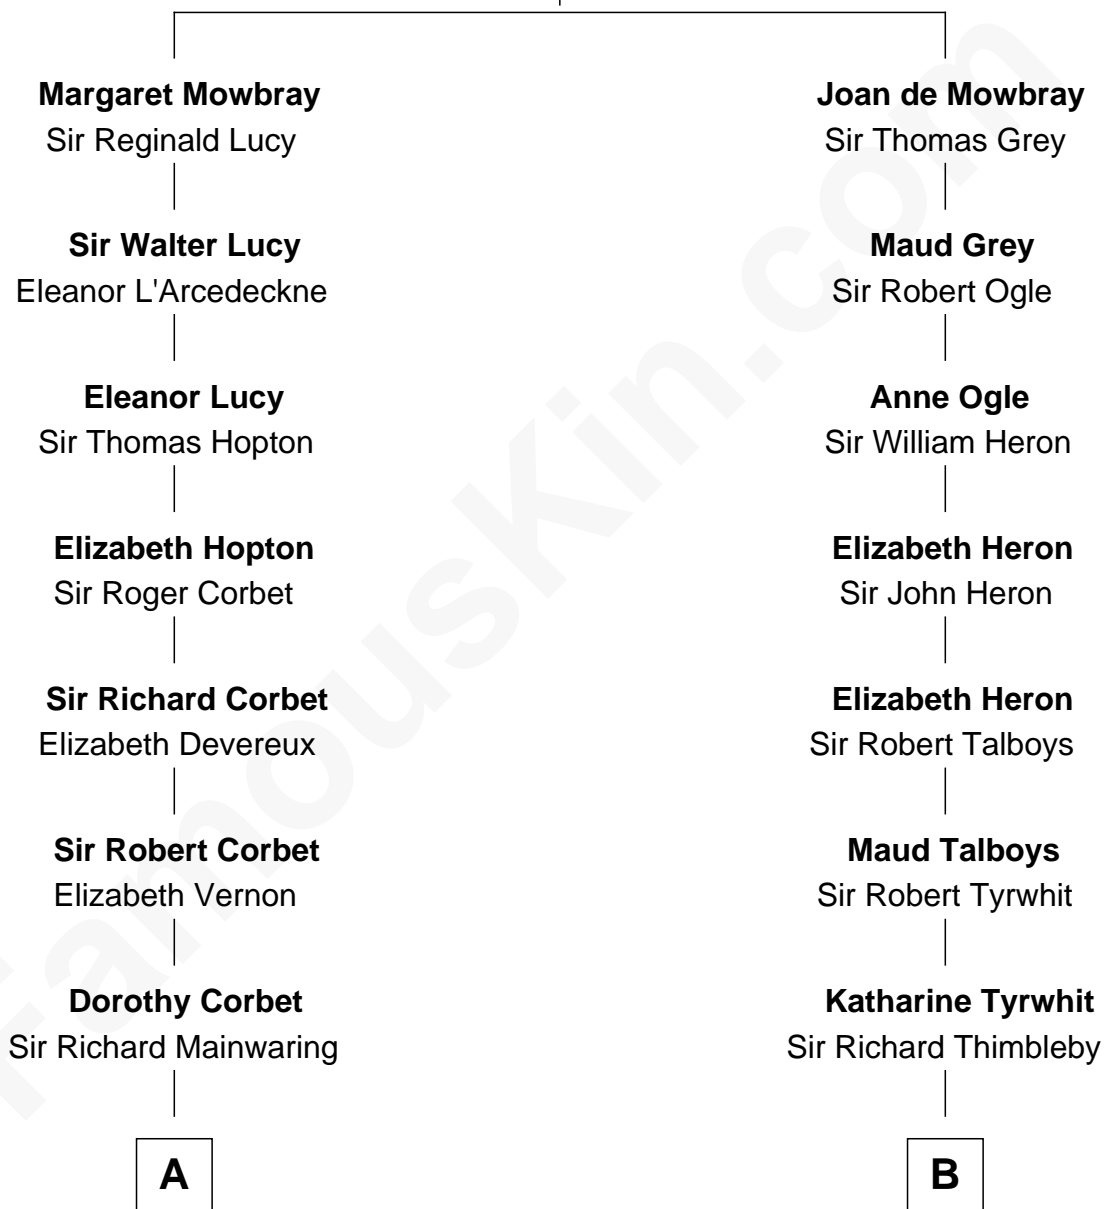 Margaret Mowbray
Sir Reginald Lucy
Joan de Mowbray
Sir Thomas Grey
Sir Walter Lucy
Eleanor L'Arcedeckne
Maud Grey
Sir Robert Ogle
Eleanor Lucy
Sir Thomas Hopton
Anne Ogle
Sir William Heron
Elizabeth Hopton
Sir Roger Corbet
Elizabeth Heron
Sir John Heron
Sir Richard Corbet
Elizabeth Devereux
Elizabeth Heron
Sir Robert Talboys
Sir Robert Corbet
Elizabeth Vernon
Maud Talboys
Sir Robert Tyrwhit
Dorothy Corbet
Sir Richard Mainwaring
Katharine Tyrwhit
Sir Richard Thimbleby
A
B
FamousKin.com